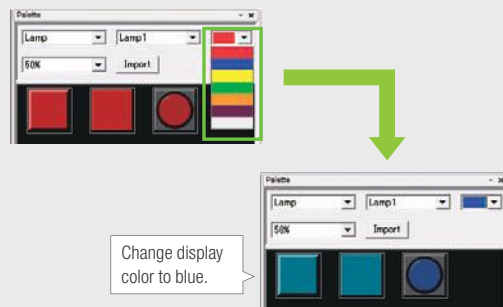 Palette
Lamp Lamp1
50% Import
Palette
Lamp Lamp1
50% Import
Change display
color to blue.